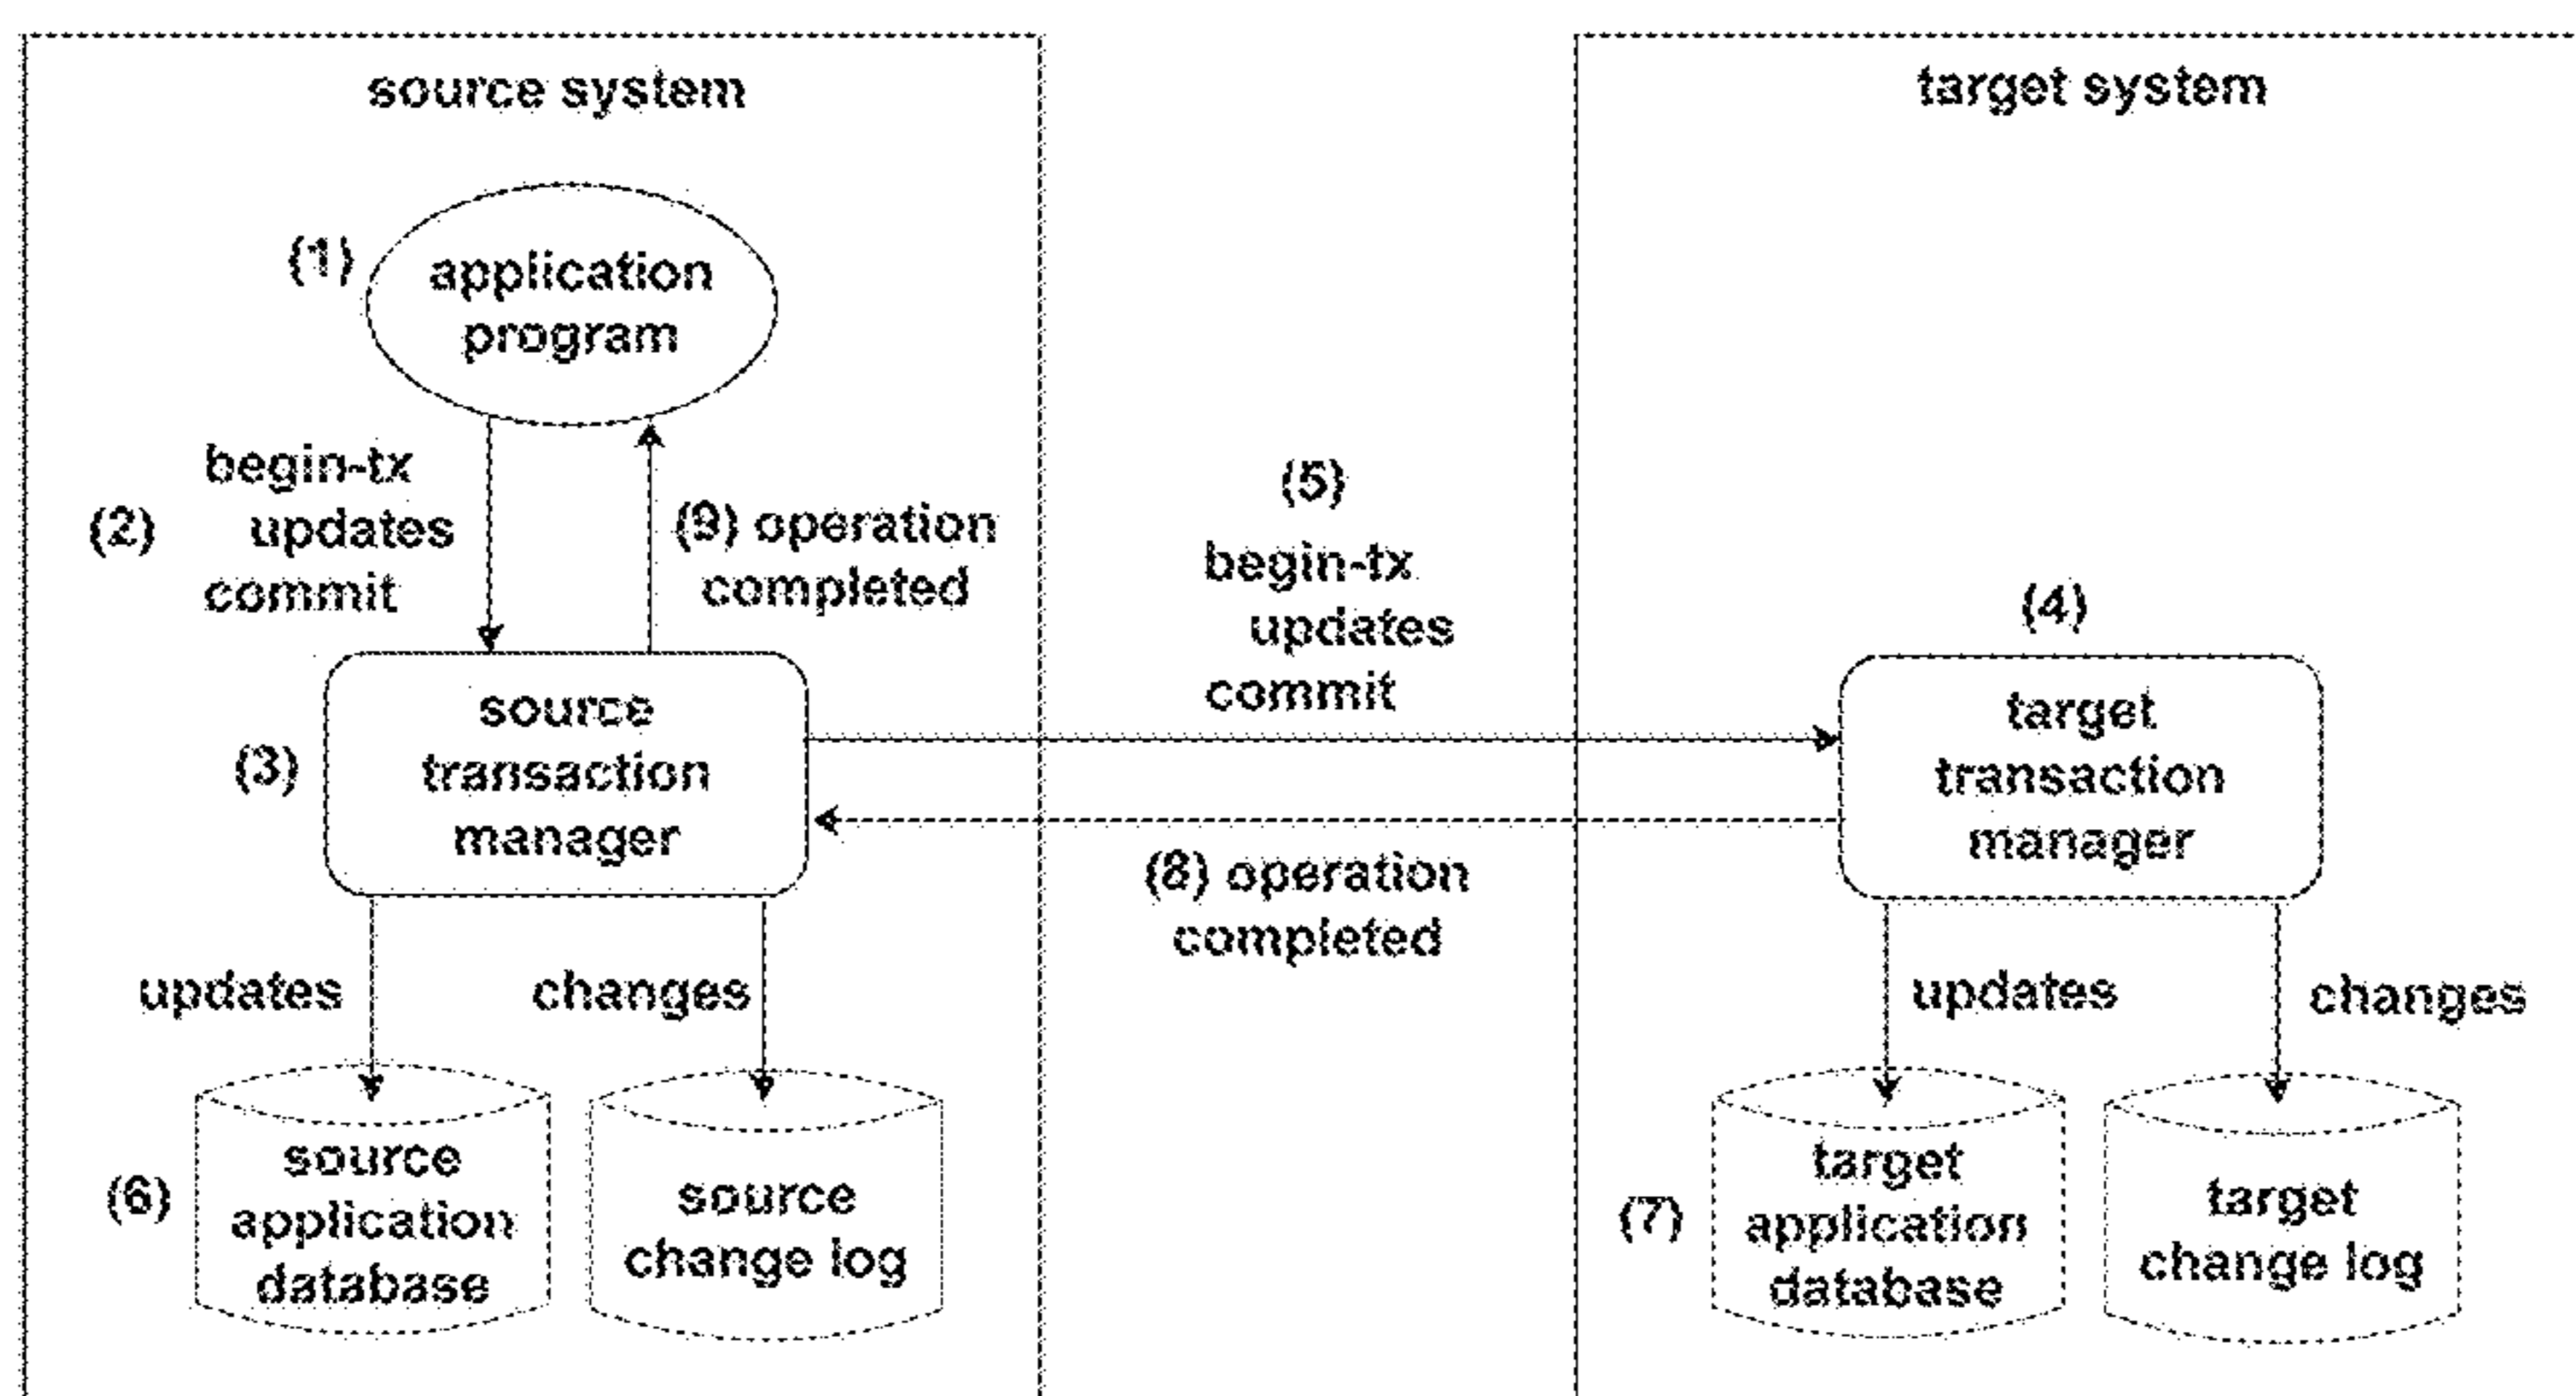 source system
(1)
application
program
(2)
begin-tx
updates
commit
(9) operation
completed
(3)
source
transaction
manager
updates
changes
(6)
source
application
database
source
change log
(5)
begin-tx
updates
commit
(8) operation
completed
target system
(4)
target
transaction
manager
updates
changes
(7)
target
application
database
target
change log